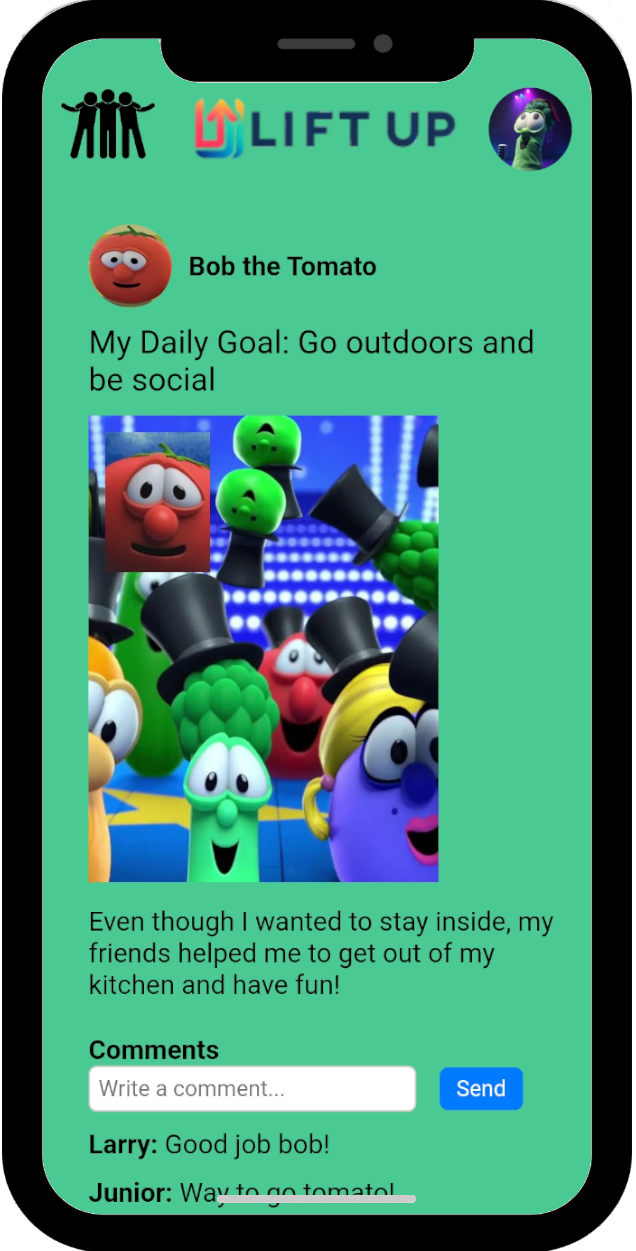 LIFT UP
Bob the Tomato
My Daily Goal: Go outdoors and
be social
Even though I wanted to stay inside, my
friends helped me to get out of my
kitchen and have fun!
Comments
Write a comment...
Send
Larry: Good job bob!
Junior: Way to go tomato!